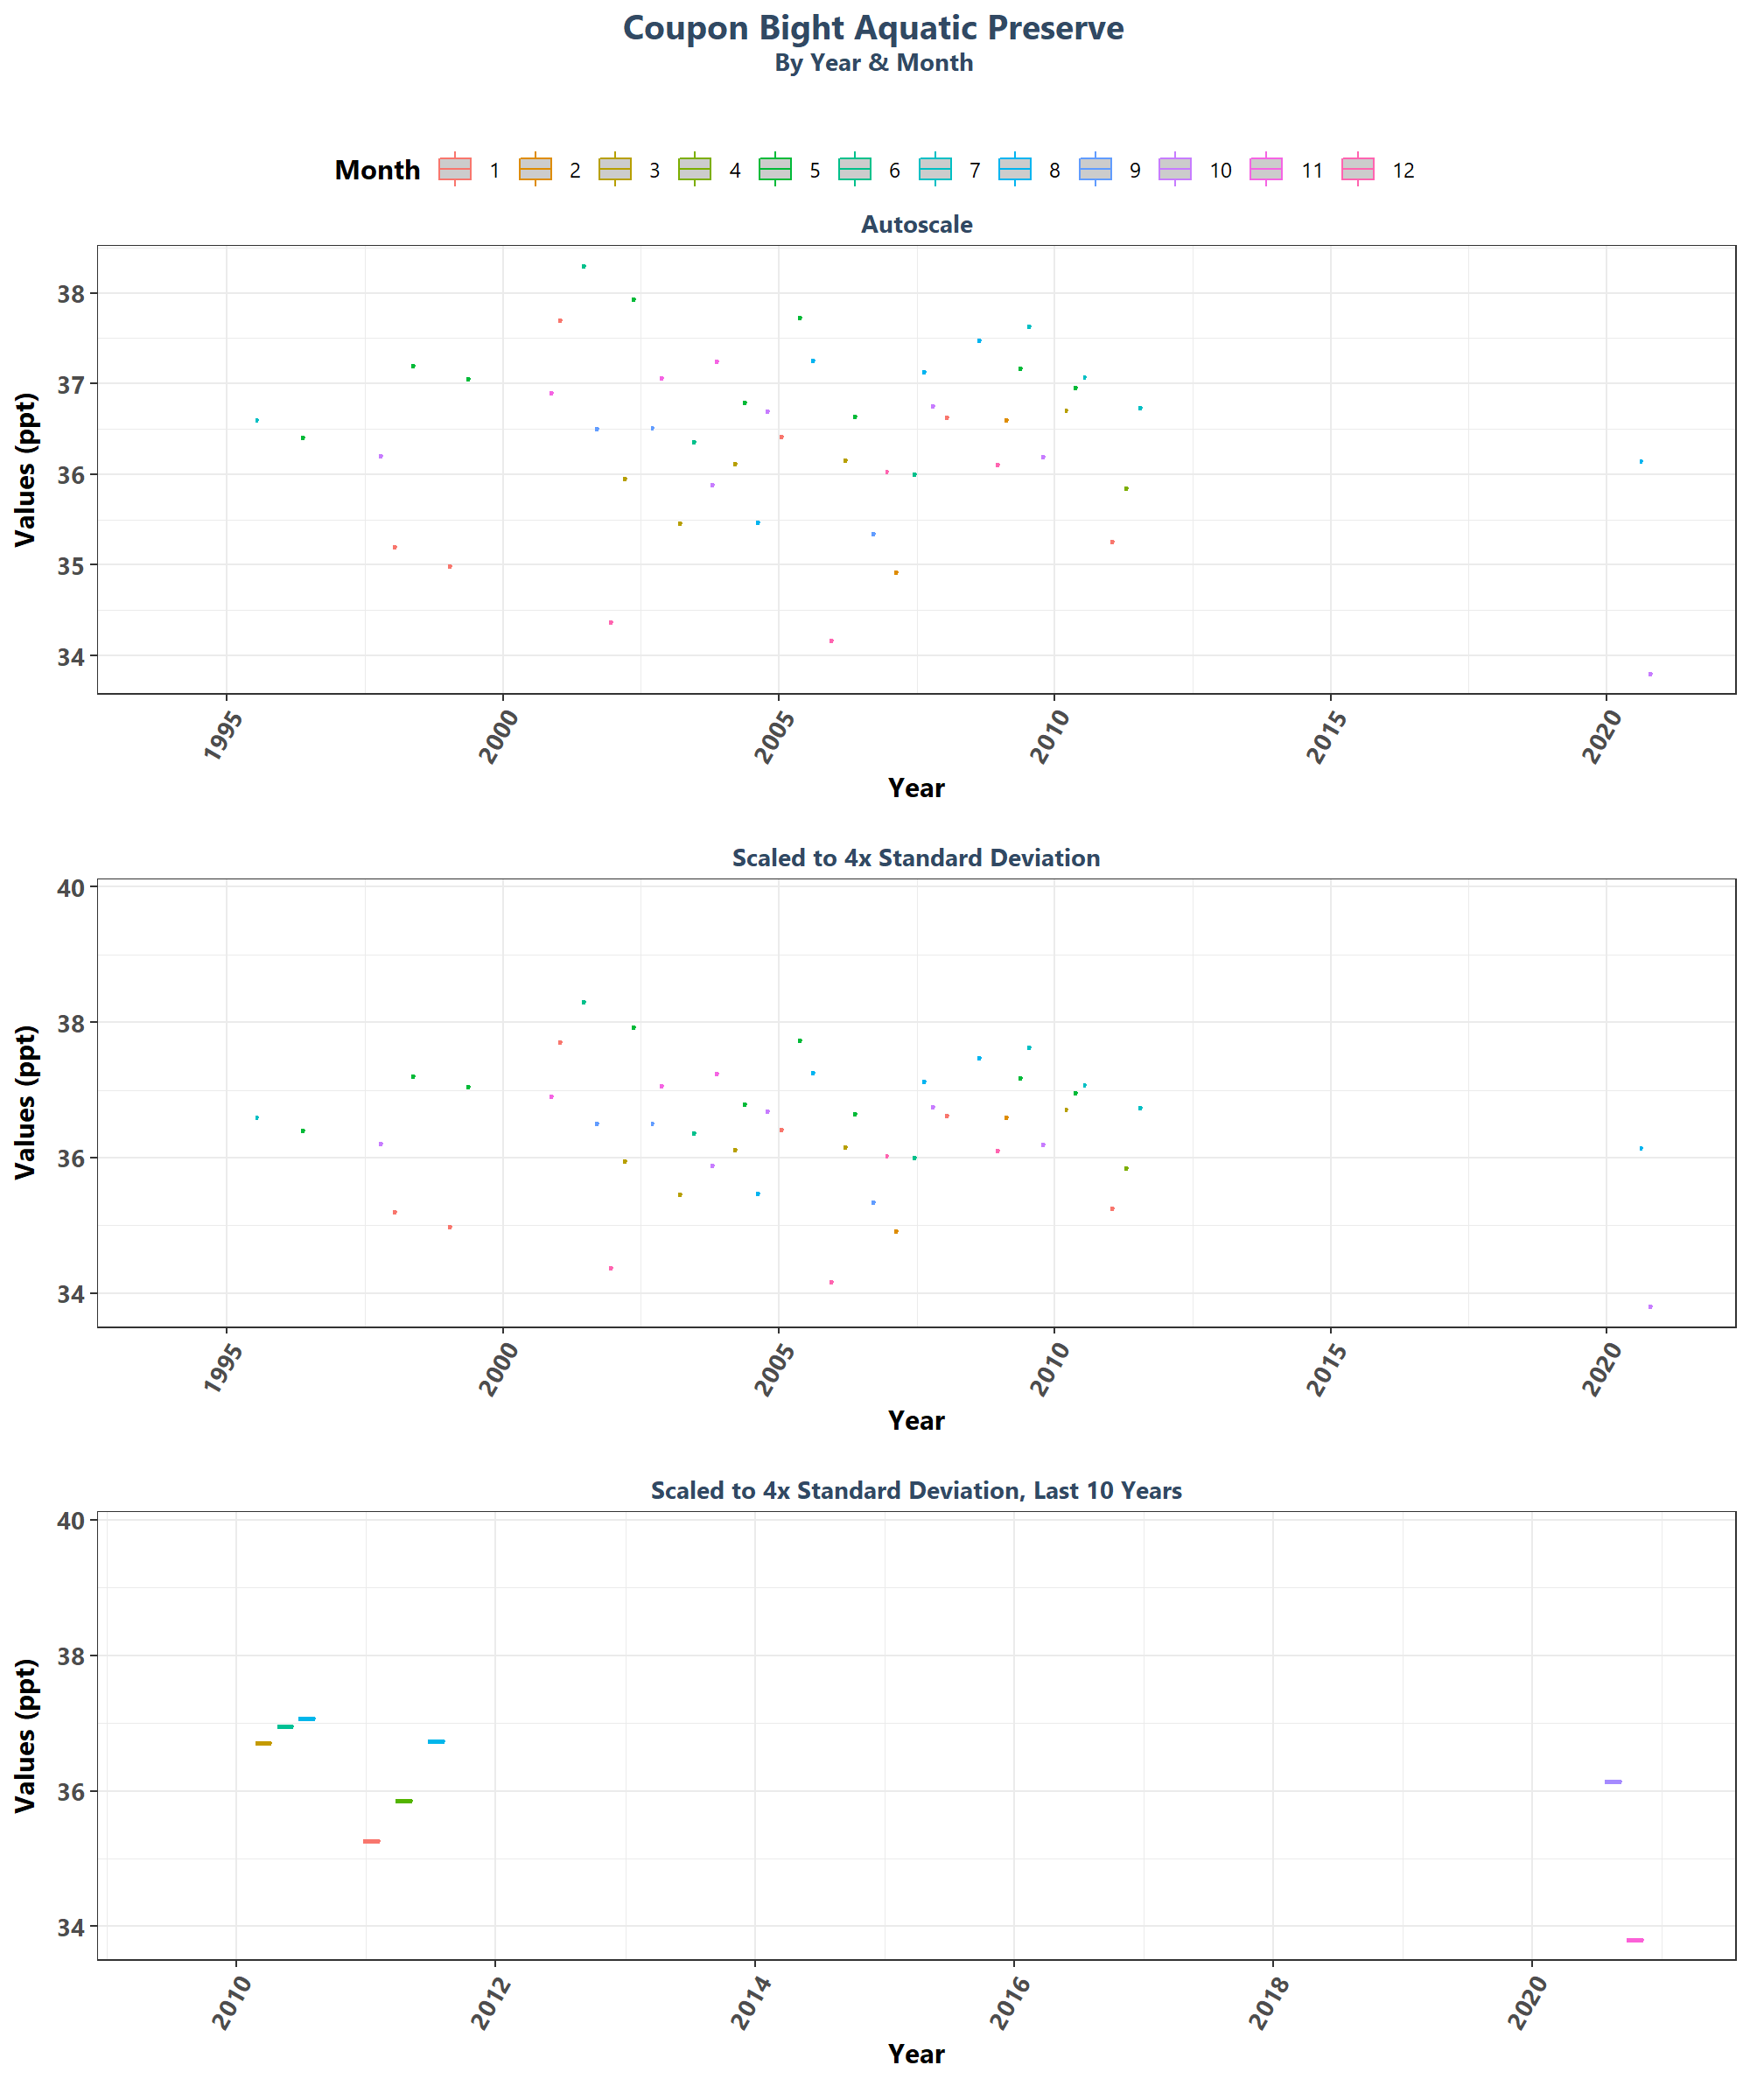 Coupon Bight Aquatic Preserve
By Year & Month
Month 1 2 3 4 5 6 7 8 9 10 11 12
Autoscale
38
37
36
35
34
Values (ppt)
1995 2000 2005 2010 2015 2020
Year
Scaled to 4x Standard Deviation
40
38
36
34
Values (ppt)
1995 2000 2005 2010 2015 2020
Year
Scaled to 4x Standard Deviation, Last 10 Years
40
38
36
34
Values (ppt)
2010 2012 2014 2016 2018 2020
Year